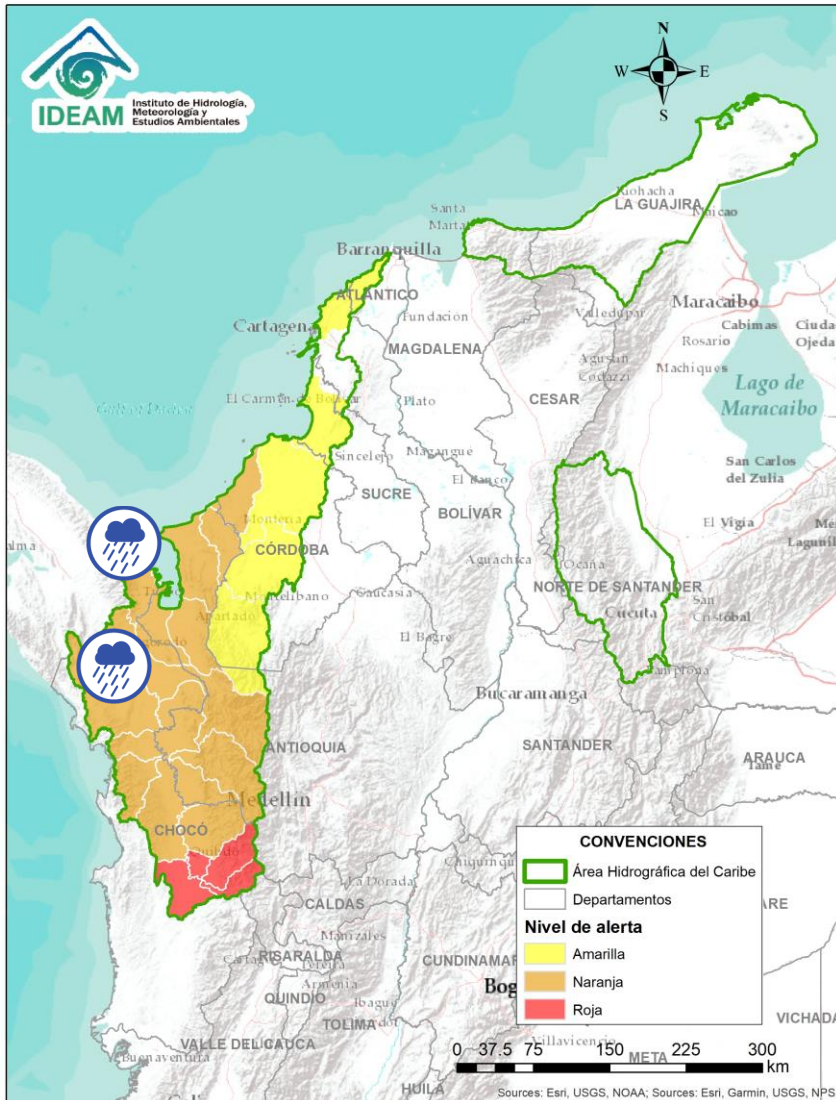 IDEAM
Instituto de Hidrología,
Meteorología y
Estudios Ambientales
N
W
E
S
Santa
Marta
Riohacha
LA GUAJIRA
Maicao
Barranquilla
ATLÁNTICO
Cartagena
Fundación
Valledupar
Maracaibo
Cabimas
Ciudad
Ojeda
Rosario
MAGDALENA
Agustín
Codazzi
Machiques
Lago de
Maracaibo
El Carmen de Bolívar
Plato
CESAR
Sincelejo
Magangué
San Carlos
del Zulia
SUCRE
El Banco
BOLÍVAR
Montería
El Vigía
CÓRDOBA
Aguachica
Ocaña
Montelíbano
Caucasia
NORTE DE SANTANDER
Cúcuta
San
Cristóbal
Apartadó
El Bagre
Pamplona
Bucaramanga
ANTIOQUIA
SANTANDER
ARAUCA
Tame
Medellín
CHOCÓ
Quibdó
La Dorada
CALDAS
Manizales
RISARALDA
Pereira
CUNDINAMAR
Armenia
QUINDÍO
Ibague
Bog
TOLIMA
VICHADA
VALLE DEL CAUCA
Villavicencio
Buenaventura
META
HUILA
CONVENCIONES
Área Hidrográfica del Caribe
Departamentos
Nivel de alerta
Amarilla
Naranja
Roja
0 37.5 75 150 225 300
km
Sources: Esri, USGS, NOAA; Sources: Esri, Garmin, USGS, NPS